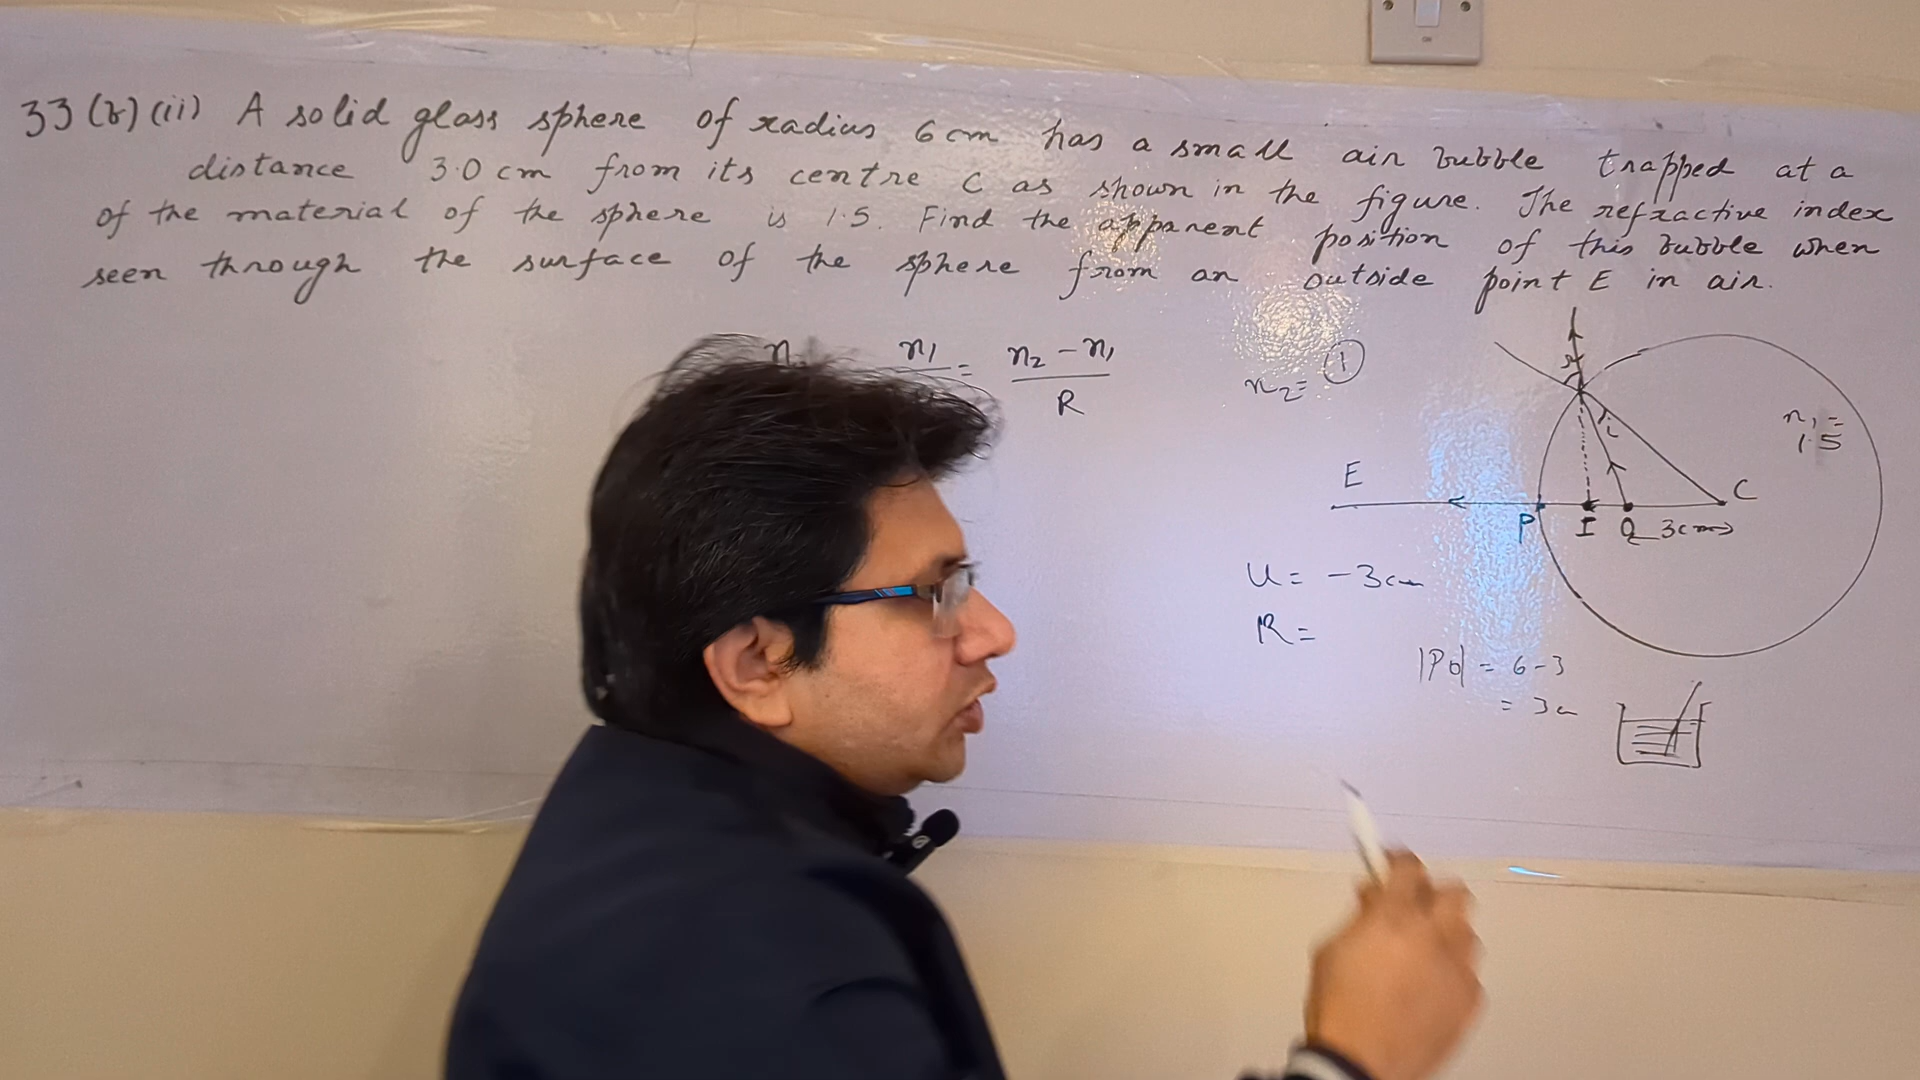 33 (b) (ii) A solid glass sphere of radius 6 cm has a small air bubble trapped at a
distance 3.0 cm from its centre C as shown in the figure. The refractive index
of the material of the sphere is 1.5. Find the apparent position of this bubble when
seen through the surface of the sphere from an outside point E in air.
n1 = n2 - n1
R
n2 = 1
r
i
n1 =
1.5
E
C
P I O 3cm
u = -3cm
R =
|PO| = 6-3
= 3c